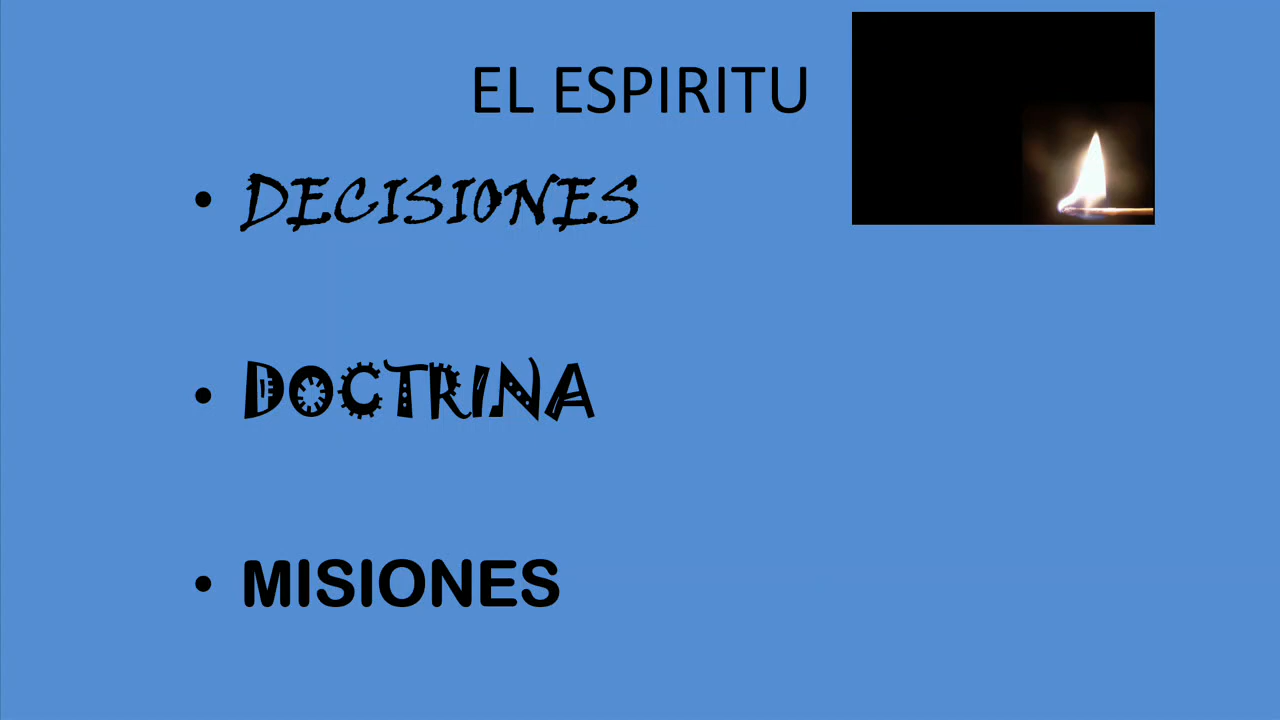 EL ESPIRITU
• DECISIONES
• DOCTRINA
• MISIONES